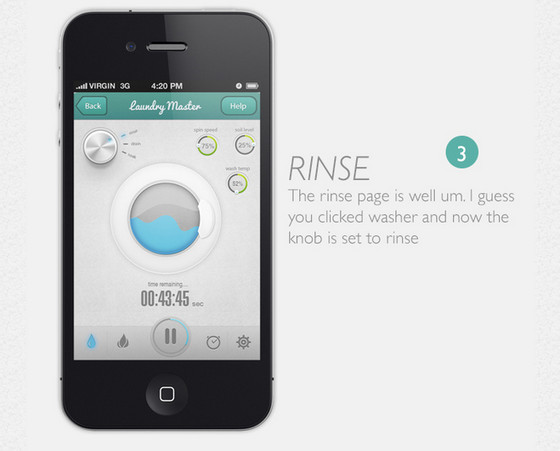 VIRGIN 3G 4:20 PM
Back Laundry Master Help
spin speed soil level
75% 25%
rinse
drain
wash temp
52%
time remaining...
00:43:45 sec
3
RINSE
The rinse page is well um. I guess
you clicked washer and now the
knob is set to rinse